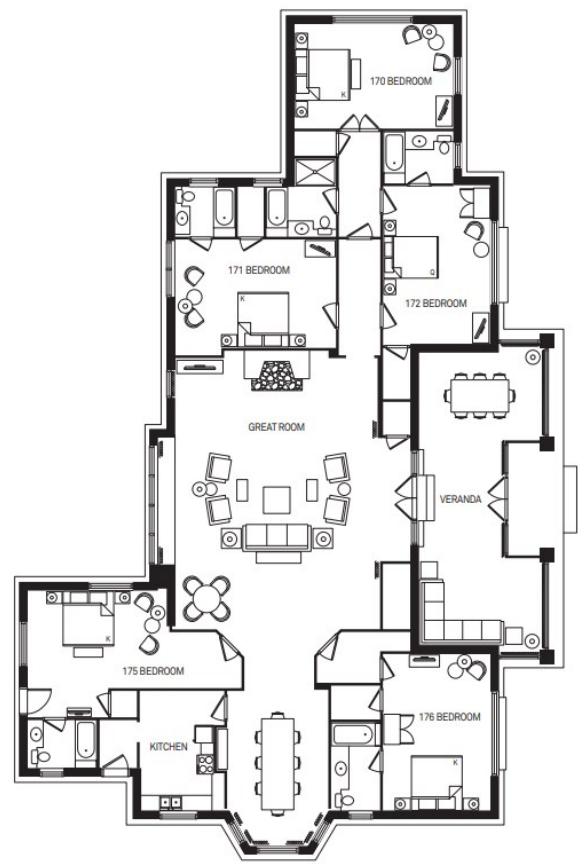 170 BEDROOM
K
171 BEDROOM
K
Q
172 BEDROOM
GREAT ROOM
VERANDA
K
175 BEDROOM
176 BEDROOM
KITCHEN
K